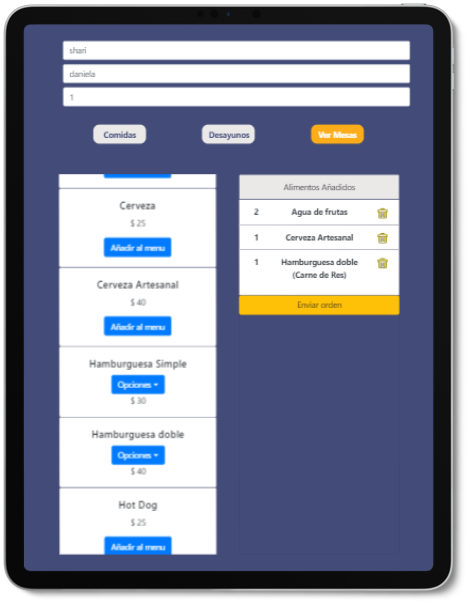 shari
daniela
1
Comidas
Desayunos
Ver Mesas
Cerveza
$ 25
Añadir al menu
Cerveza Artesanal
$ 40
Añadir al menu
Hamburguesa Simple
Opciones
$ 30
Hamburguesa doble
Opciones
$ 40
Hot Dog
$ 25
Añadir al menu
Alimentos Añadidos
2 Agua de frutas
1 Cerveza Artesanal
1 Hamburguesa doble
(Carne de Res)
Enviar orden